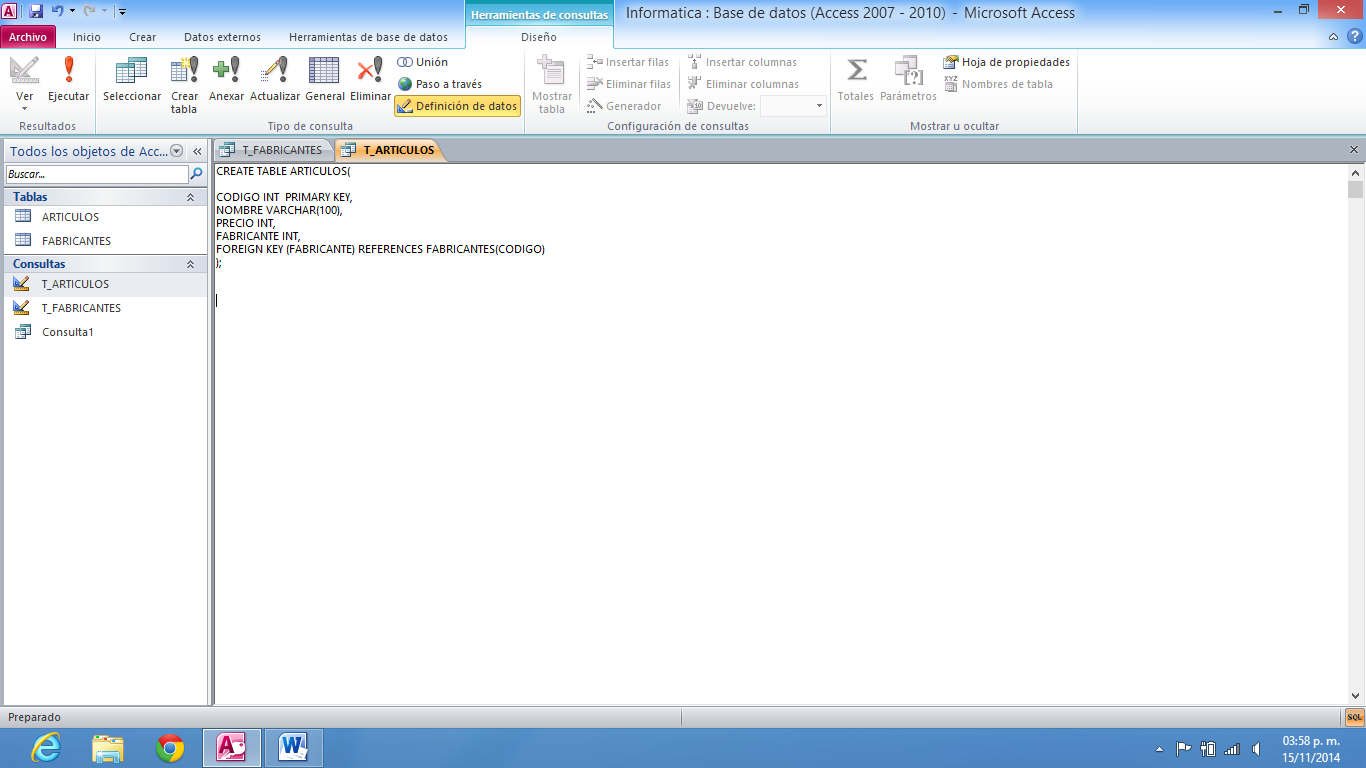 Herramientas de consultas
Informatica : Base de datos (Access 2007 - 2010) - Microsoft Access
Archivo
Inicio
Crear
Datos externos
Herramientas de base de datos
Diseño
Ver
Ejecutar
Resultados
Seleccionar
Crear
tabla
Anexar
Actualizar
General
Eliminar
Unión
Paso a través
Definición de datos
Tipo de consulta
Mostrar
tabla
Insertar filas
Eliminar filas
Generador
Insertar columnas
Eliminar columnas
Devuelve:
Configuración de consultas
Totales
Parámetros
Hoja de propiedades
XYZ Nombres de tabla
Mostrar u ocultar
Todos los objetos de Acc...
Buscar...
Tablas
ARTICULOS
FABRICANTES
Consultas
T_ARTICULOS
T_FABRICANTES
Consulta1
T_FABRICANTES
T_ARTICULOS
CREATE TABLE ARTICULOS(
CODIGO INT  PRIMARY KEY,
NOMBRE VARCHAR(100),
PRECIO INT,
FABRICANTE INT,
FOREIGN KEY (FABRICANTE) REFERENCES FABRICANTES(CODIGO)
);
Preparado
SQL
03:58 p. m.
15/11/2014